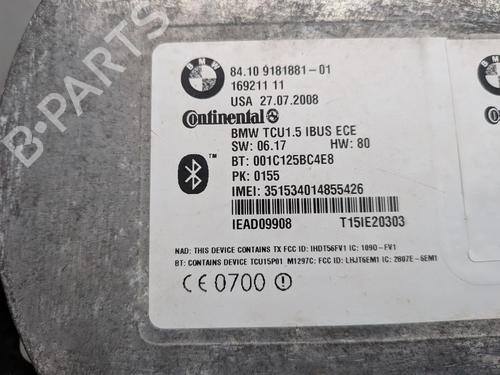 BMW
84.10 9181881-01
169211 11
USA 27.07.2008
Continental
BMW TCU1.5 IBUS ECE
SW: 06.17 HW: 80
BT: 001C125BC4E8
PK: 0155
IMEI: 351534014855426
IEAD09908 T15IE20303
NAD: THIS DEVICE CONTAINS TX FCC ID: IHDT56FV1 IC: 109O-FV1
BT: CONTAINS DEVICE TCU15P01 M1297C: FCC ID: LHJT6EM1 IC: 2807E-6EM1
CE 0700
B-PARTS